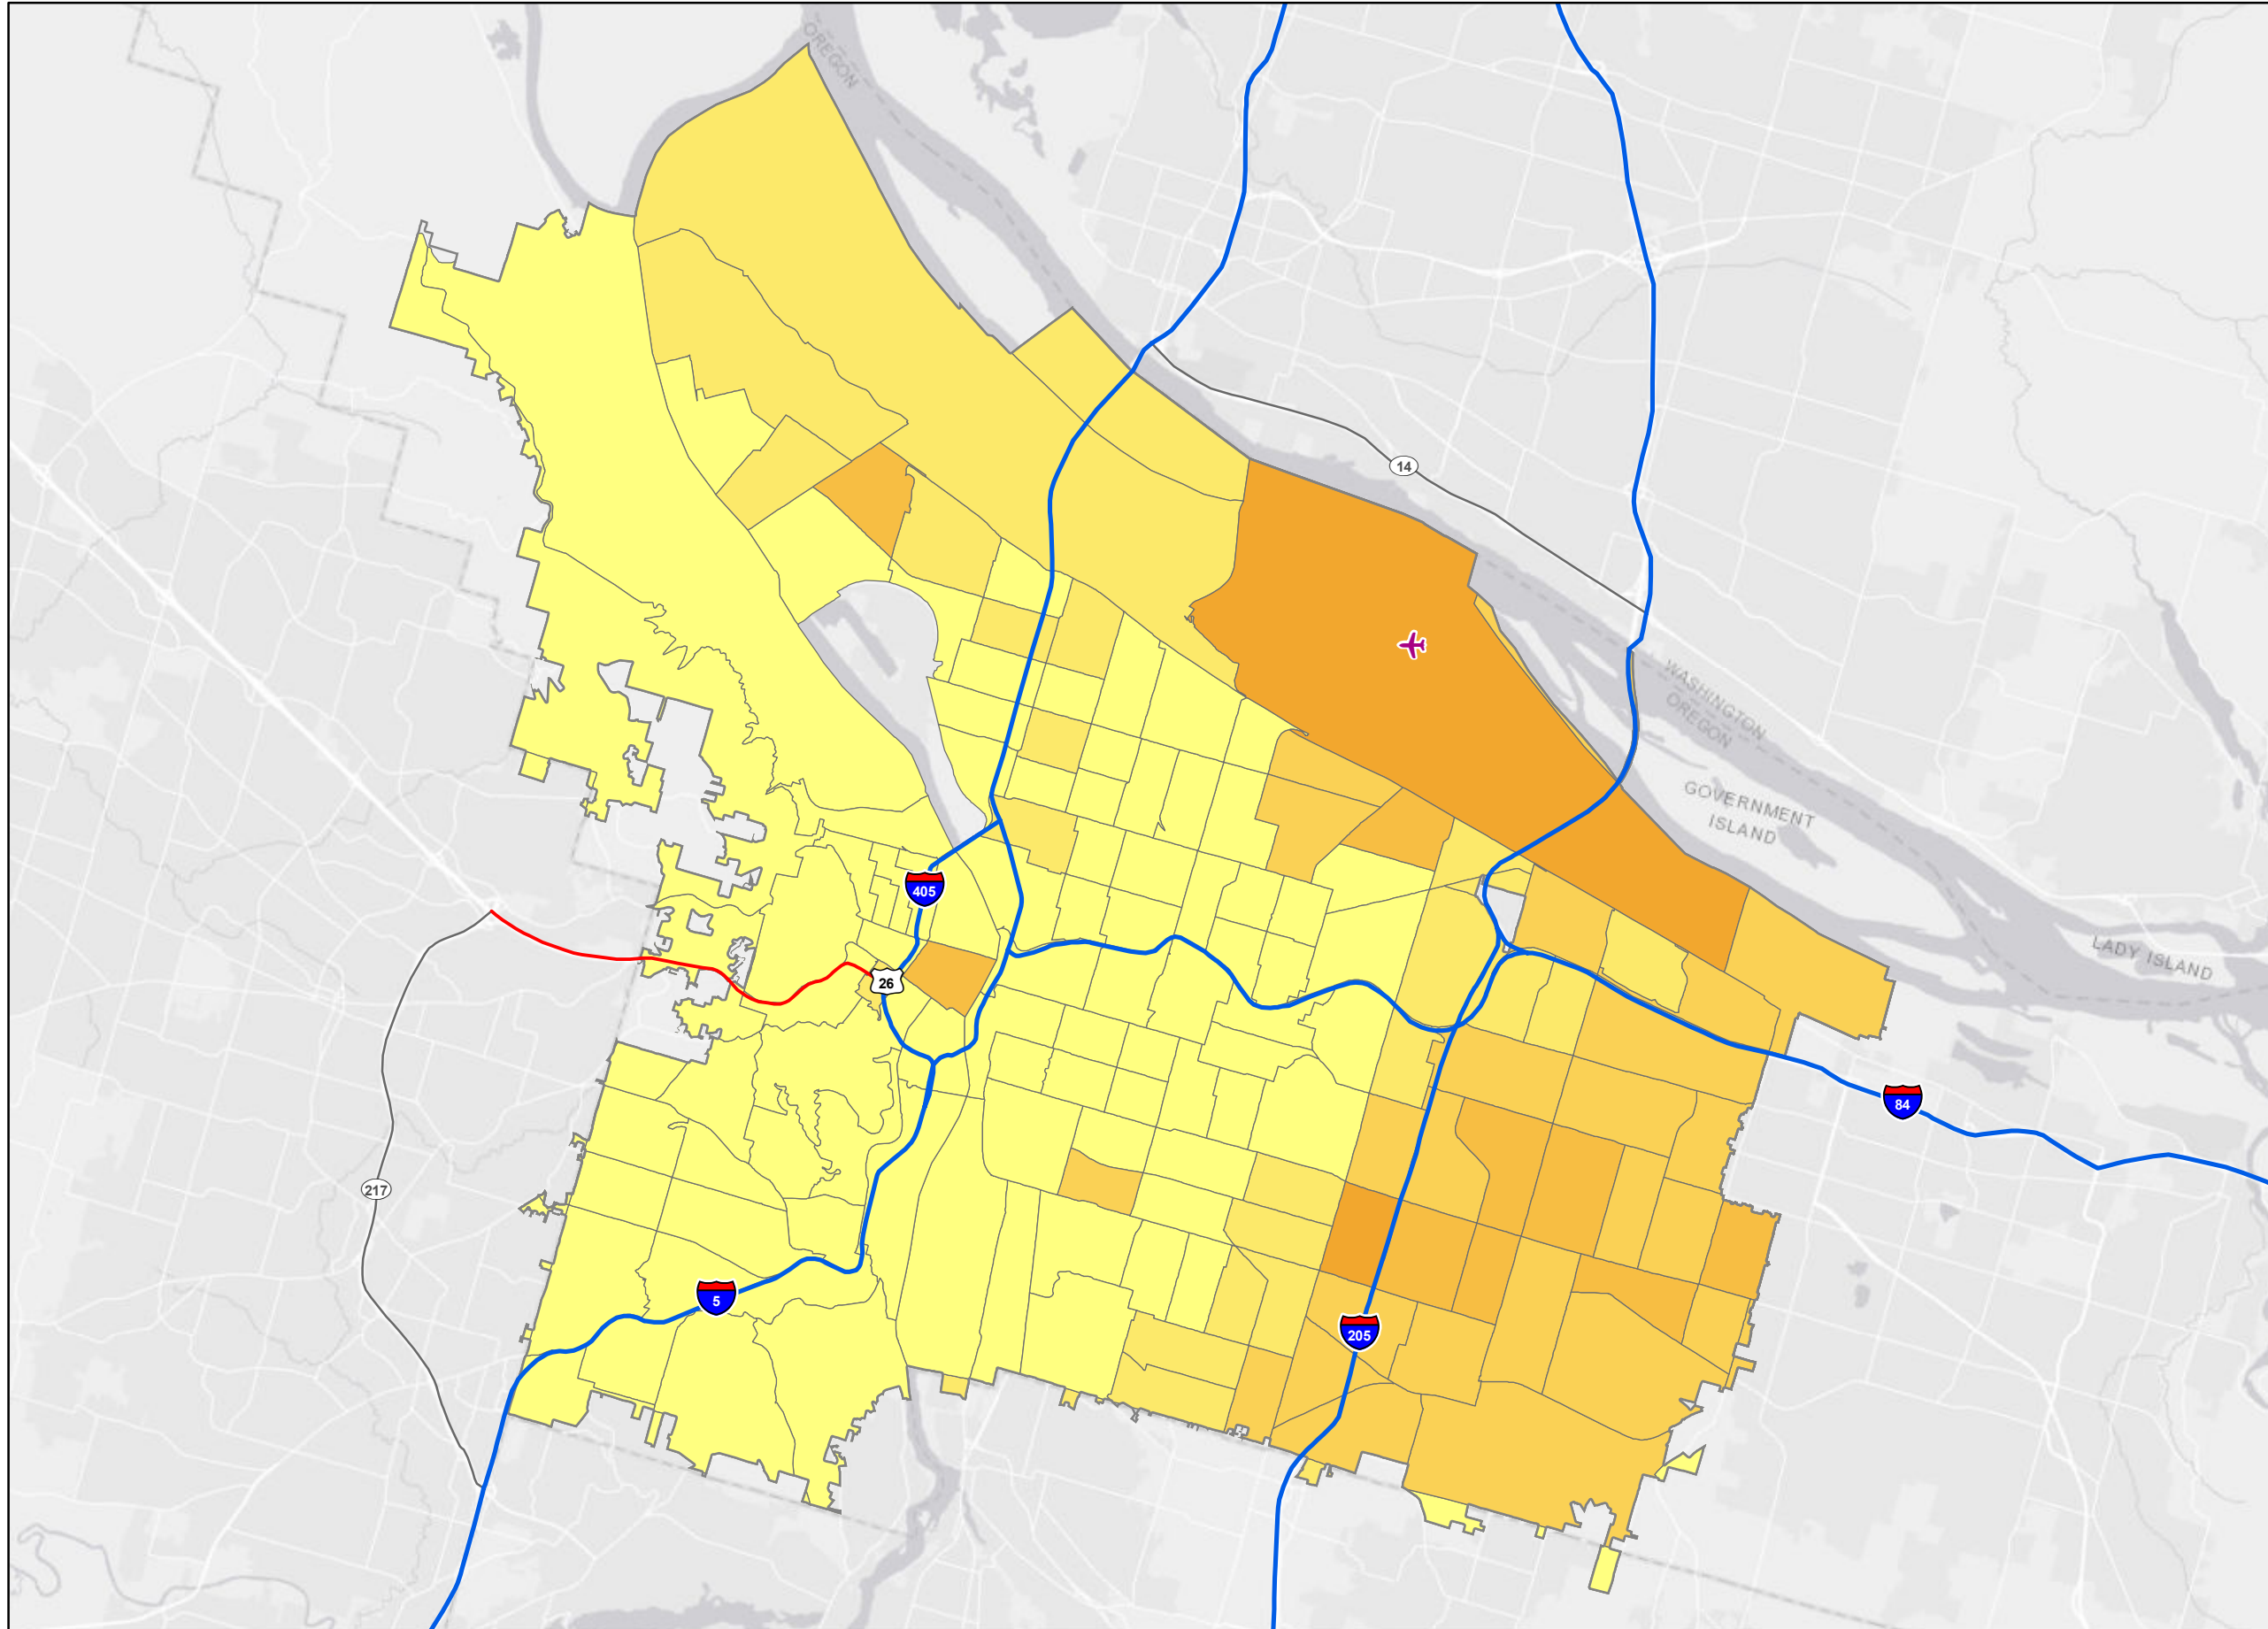 OREGON
14
WASHINGTON
OREGON
GOVERNMENT
ISLAND
405
LADY ISLAND
26
84
217
5
205